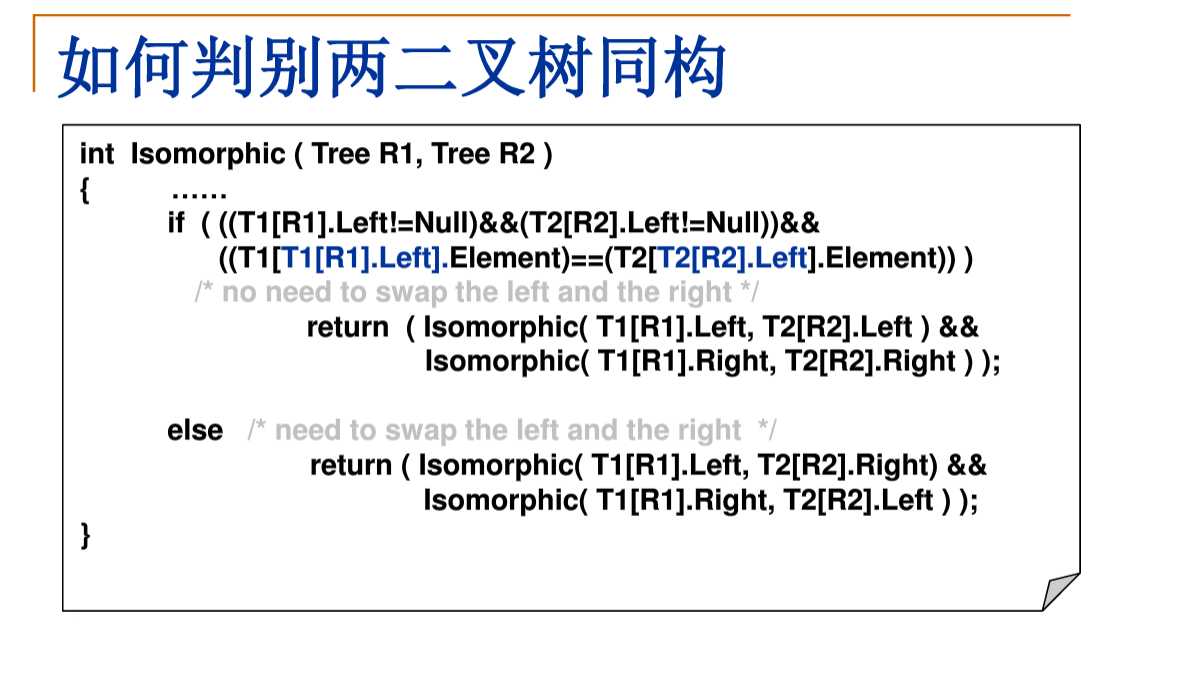 如何判别两二叉树同构
int Isomorphic ( Tree R1, Tree R2 )
{ ……
if ( ((T1[R1].Left!=Null)&&(T2[R2].Left!=Null))&&
((T1[T1[R1].Left].Element)==(T2[T2[R2].Left].Element)) )
/* no need to swap the left and the right */
return ( Isomorphic( T1[R1].Left, T2[R2].Left ) &&
Isomorphic( T1[R1].Right, T2[R2].Right ) );
else /* need to swap the left and the right */
return ( Isomorphic( T1[R1].Left, T2[R2].Right) &&
Isomorphic( T1[R1].Right, T2[R2].Left ) );
}